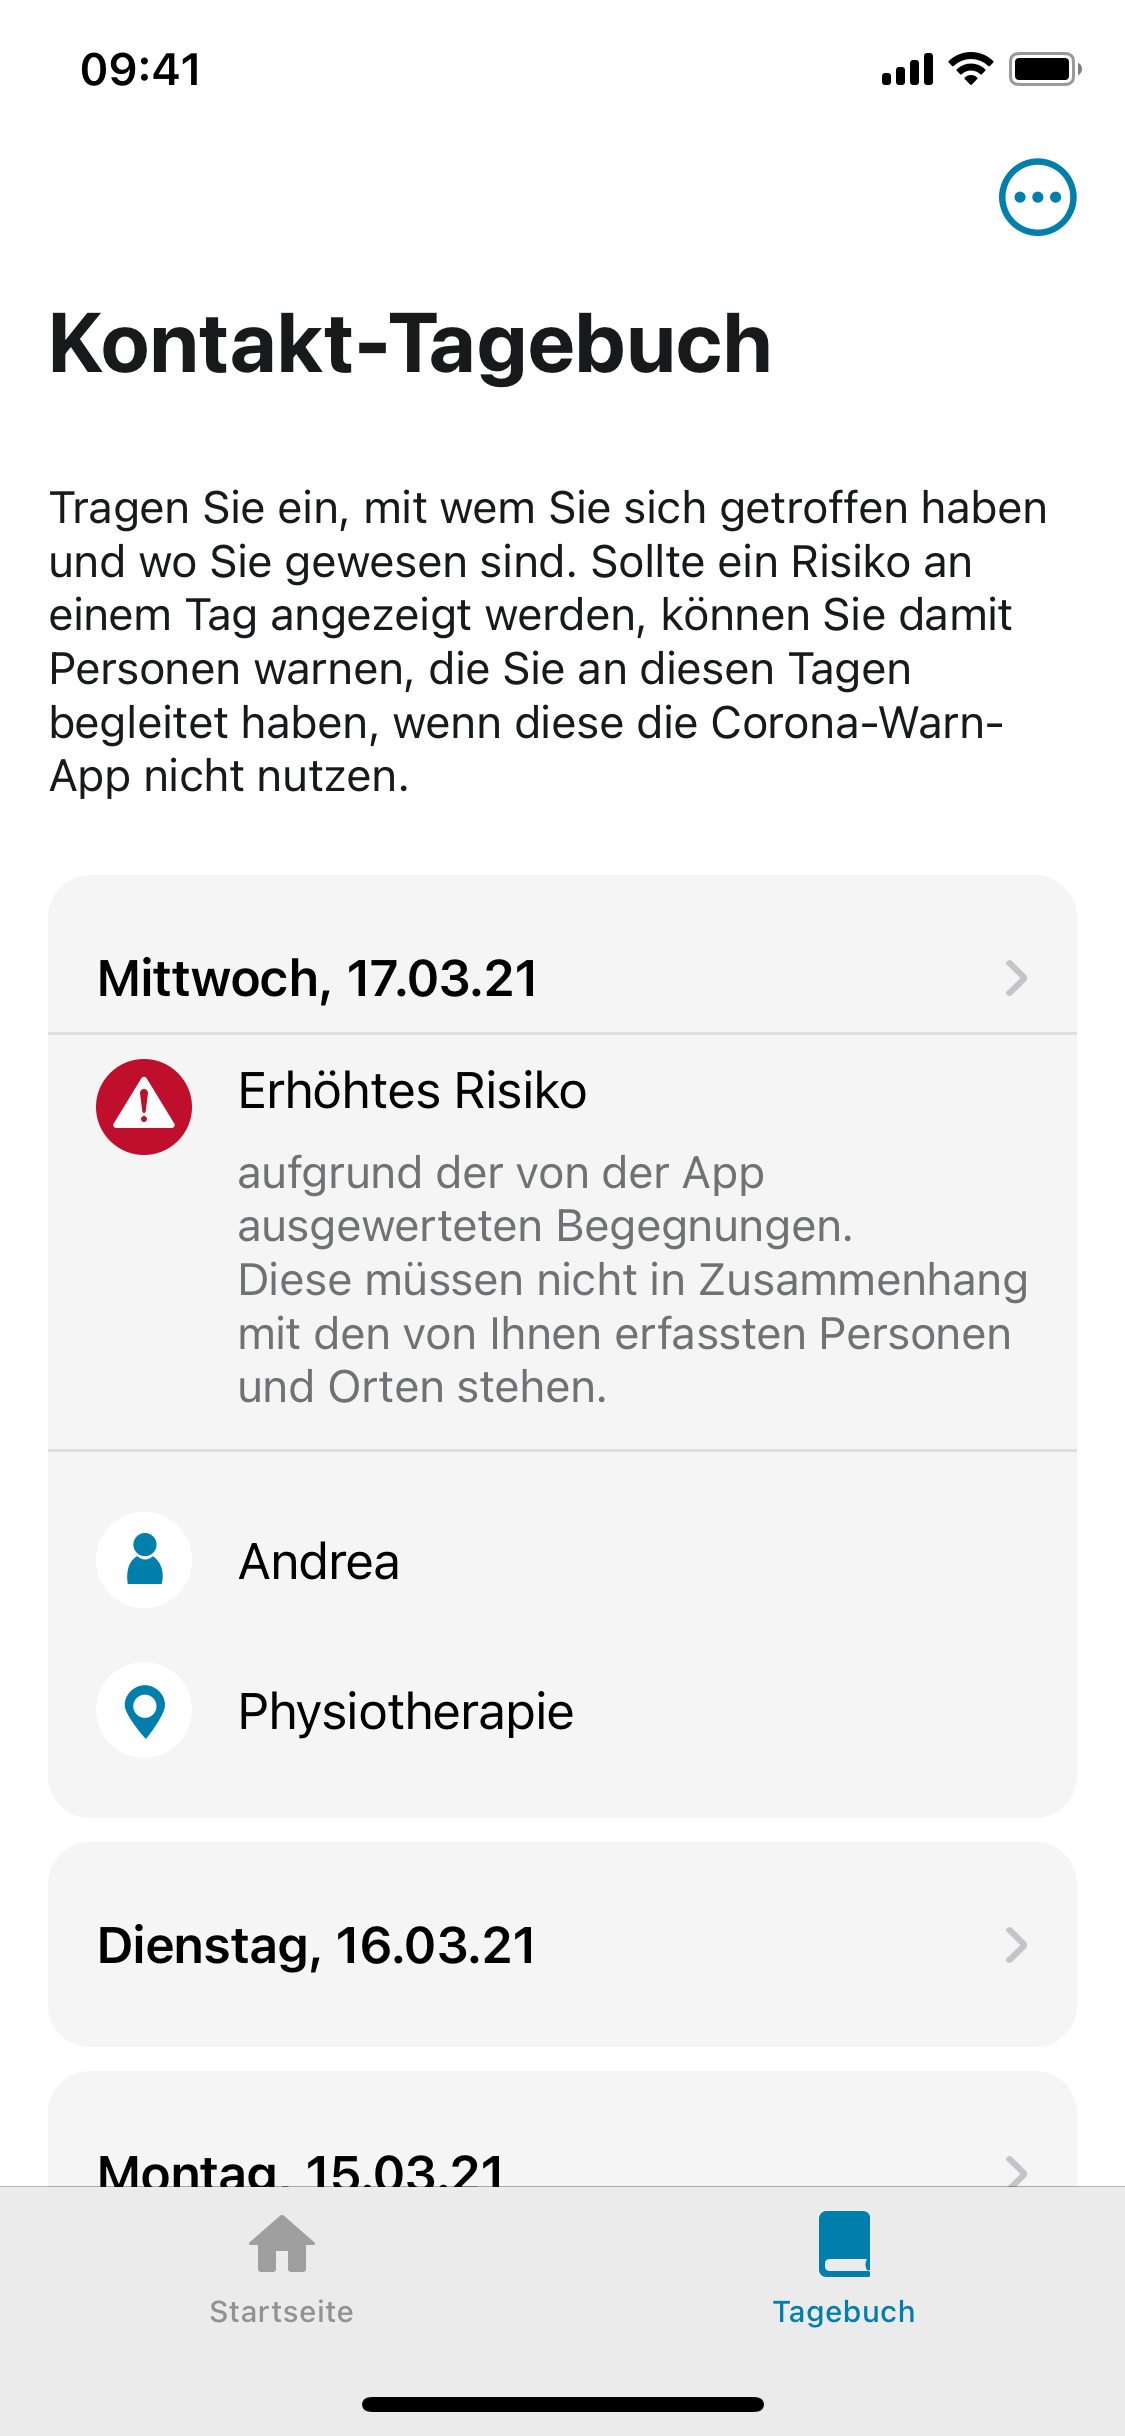 09:41
Kontakt-Tagebuch
Tragen Sie ein, mit wem Sie sich getroffen haben
und wo Sie gewesen sind. Sollte ein Risiko an
einem Tag angezeigt werden, können Sie damit
Personen warnen, die Sie an diesen Tagen
begleitet haben, wenn diese die Corona-Warn-
App nicht nutzen.
Mittwoch, 17.03.21
Erhöhtes Risiko
aufgrund der von der App
ausgewerteten Begegnungen.
Diese müssen nicht in Zusammenhang
mit den von Ihnen erfassten Personen
und Orten stehen.
Andrea
Physiotherapie
Dienstag, 16.03.21
Montag, 15.03.21
Startseite
Tagebuch